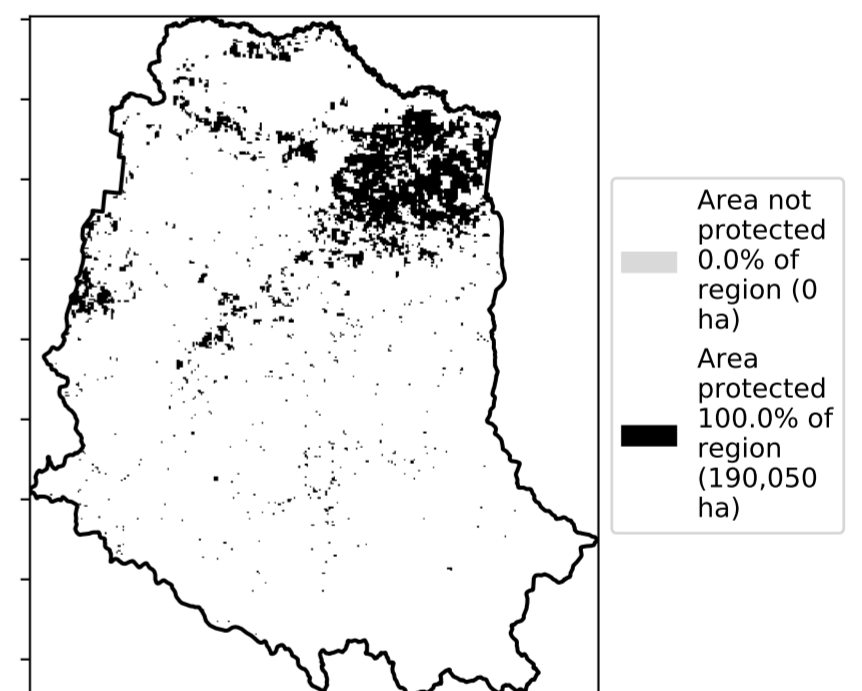 Area not
protected
0.0% of
region (0
ha)
Area
protected
100.0% of
region
(190,050
ha)